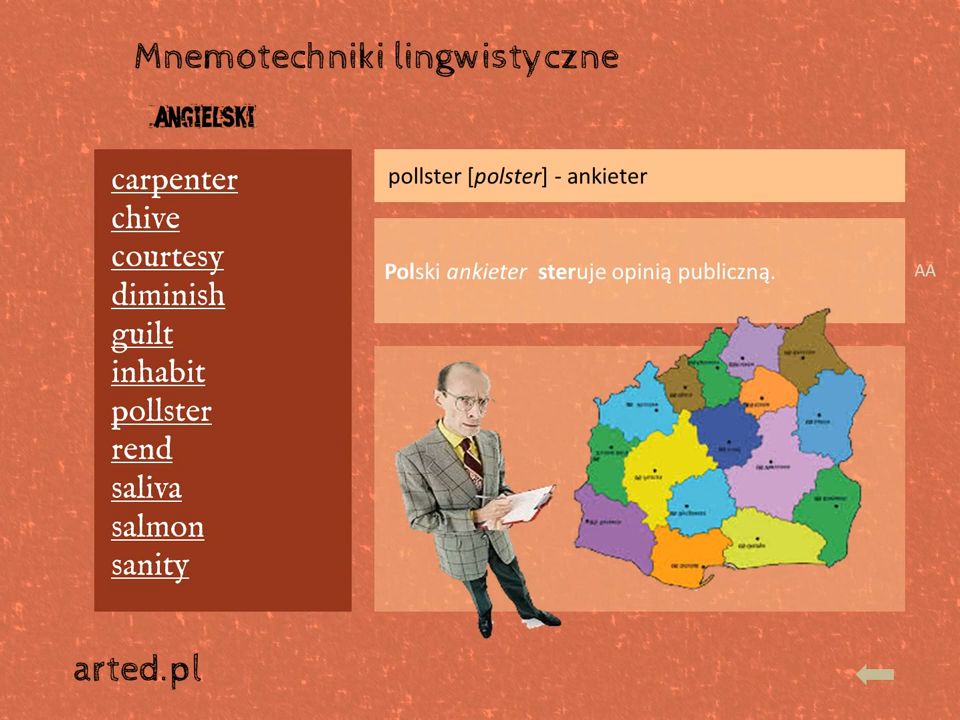 Mnemotechniki lingwistyczne
ANGIELSKI
carpenter
chive
courtesy
diminish
guilt
inhabit
pollster
rend
saliva
salmon
sanity
pollster [polster] - ankieter
Polski ankieter steruje opinią publiczną.
AA
arted.pl